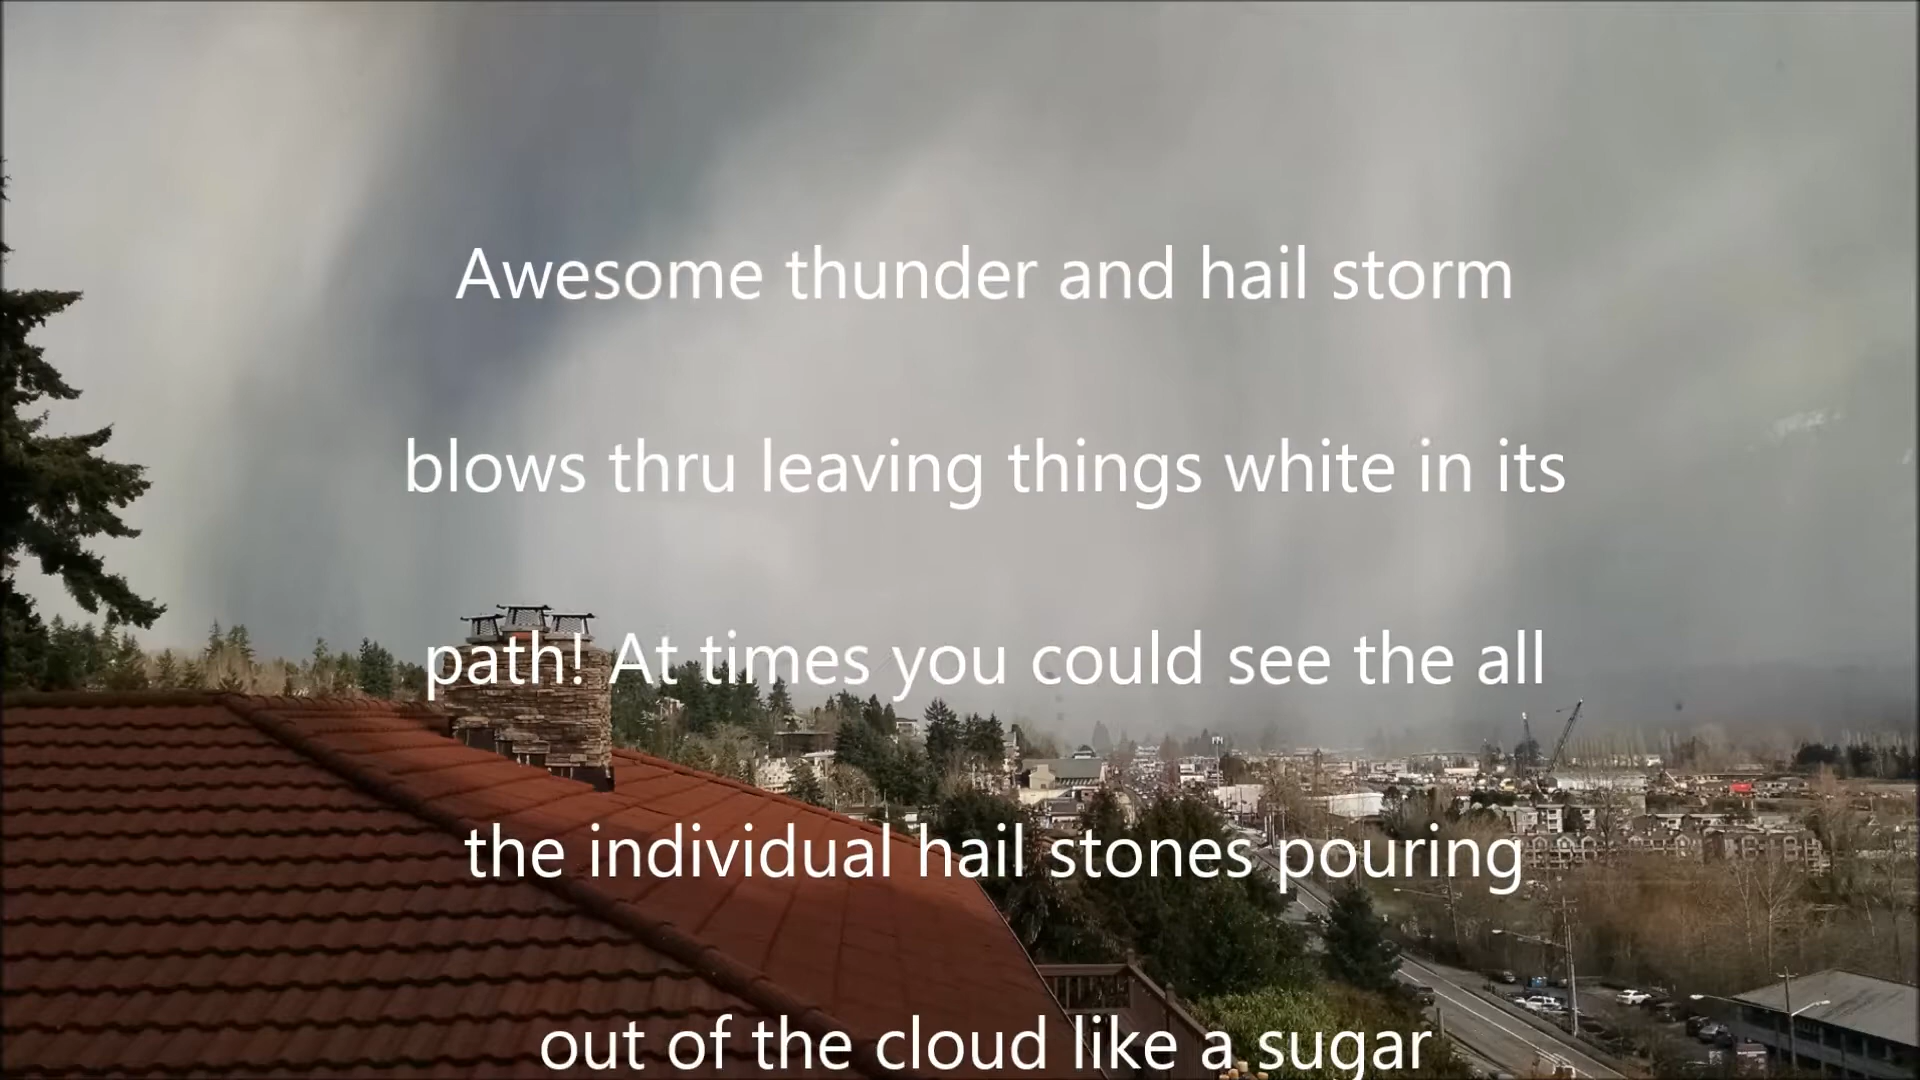 Awesome thunder and hail storm
blows thru leaving things white in its
path! At times you could see the all
the individual hail stones pouring
out of the cloud like a sugar